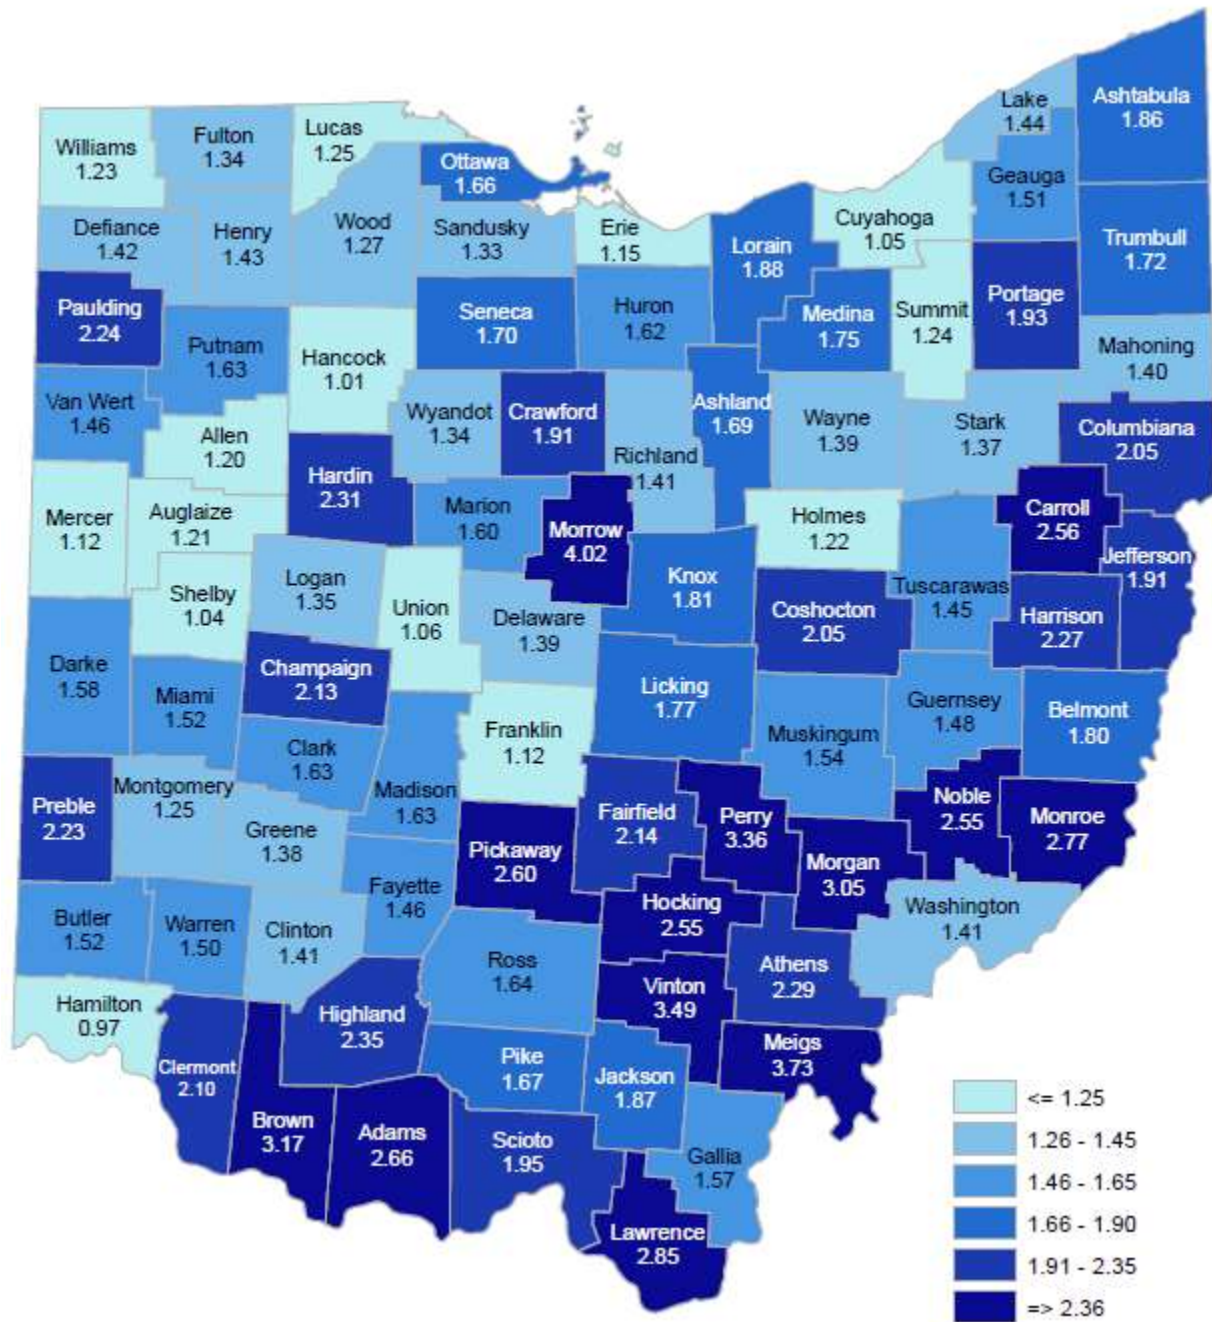 Lake
1.44
Ashtabula
1.86
Williams
1.23
Fulton
1.34
Lucas
1.25
Ottawa
1.66
Geauga
1.51
Defiance
1.42
Henry
1.43
Wood
1.27
Sandusky
1.33
Erie
1.15
Lorain
1.88
Cuyahoga
1.05
Trumbull
1.72
Paulding
2.24
Putnam
1.63
Hancock
1.01
Seneca
1.70
Huron
1.62
Medina
1.75
Summit
1.24
Portage
1.93
Mahoning
1.40
Van Wert
1.46
Allen
1.20
Hardin
2.31
Wyandot
1.34
Crawford
1.91
Richland
1.41
Ashland
1.69
Wayne
1.39
Stark
1.37
Columbiana
2.05
Mercer
1.12
Auglaize
1.21
Marion
1.60
Morrow
4.02
Holmes
1.22
Carroll
2.56
Jefferson
1.91
Shelby
1.04
Logan
1.35
Union
1.06
Delaware
1.39
Knox
1.81
Coshocton
2.05
Tuscarawas
1.45
Harrison
2.27
Darke
1.58
Miami
1.52
Champaign
2.13
Licking
1.77
Muskingum
1.54
Guernsey
1.48
Belmont
1.80
Clark
1.63
Madison
1.63
Franklin
1.12
Preble
2.23
Montgomery
1.25
Greene
1.38
Pickaway
2.60
Fairfield
2.14
Perry
3.36
Morgan
3.05
Noble
2.55
Monroe
2.77
Butler
1.52
Warren
1.50
Clinton
1.41
Fayette
1.46
Hocking
2.55
Washington
1.41
Ross
1.64
Vinton
3.49
Athens
2.29
Hamilton
0.97
Clermont
2.10
Highland
2.35
Pike
1.67
Jackson
1.87
Meigs
3.73
Brown
3.17
Adams
2.66
Scioto
1.95
Gallia
1.57
Lawrence
2.85
<= 1.25
1.26 - 1.45
1.46 - 1.65
1.66 - 1.90
1.91 - 2.35
=> 2.36